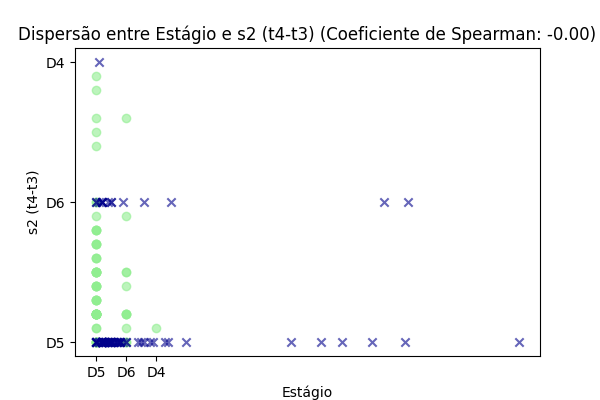 Dispersão entre Estágio e s2 (t4-t3) (Coeficiente de Spearman: -0.00)
D4
D6
D5
s2 (t4-t3)
D5 D6 D4
Estágio